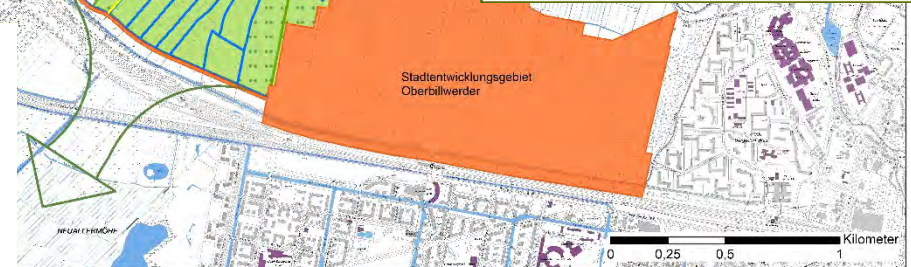 Stadtentwicklungsgebiet
Oberbillwerder
NEUALLERMÖHE
Kilometer
0 0,25 0,5 1